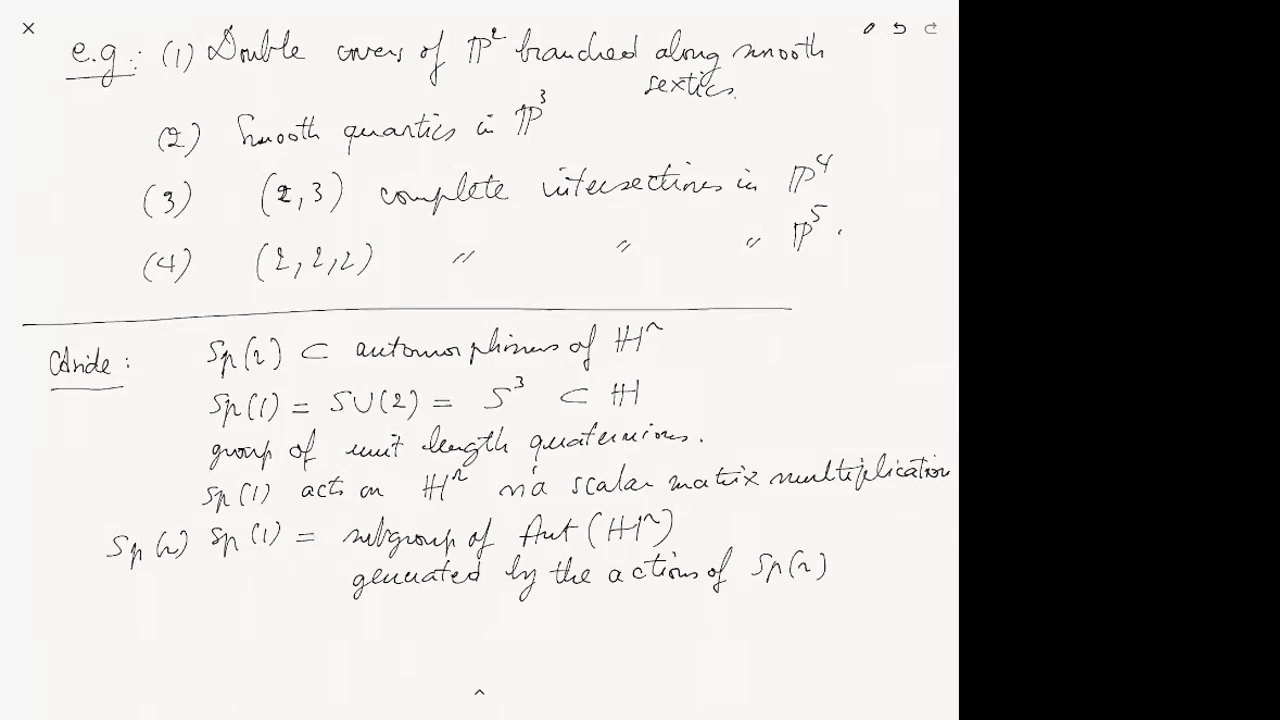 e.g.: (1) Double covers of ℙ² branched along smooth
sextics.
(2) Smooth quartics in ℙ³
(3) (2,3) complete intersections in ℙ⁴
(4) (2,2,2) " " " ℙ⁵.
Aside: Sp(n) ⊂ automorphisms of ℍⁿ
Sp(1) = SU(2) = S³ ⊂ ℍ
group of unit length quaternions.
Sp(1) acts on ℍⁿ via scalar matrix multiplication
Sp(n) Sp(1) = subgroup of Aut(ℍⁿ)
generated by the actions of Sp(n)